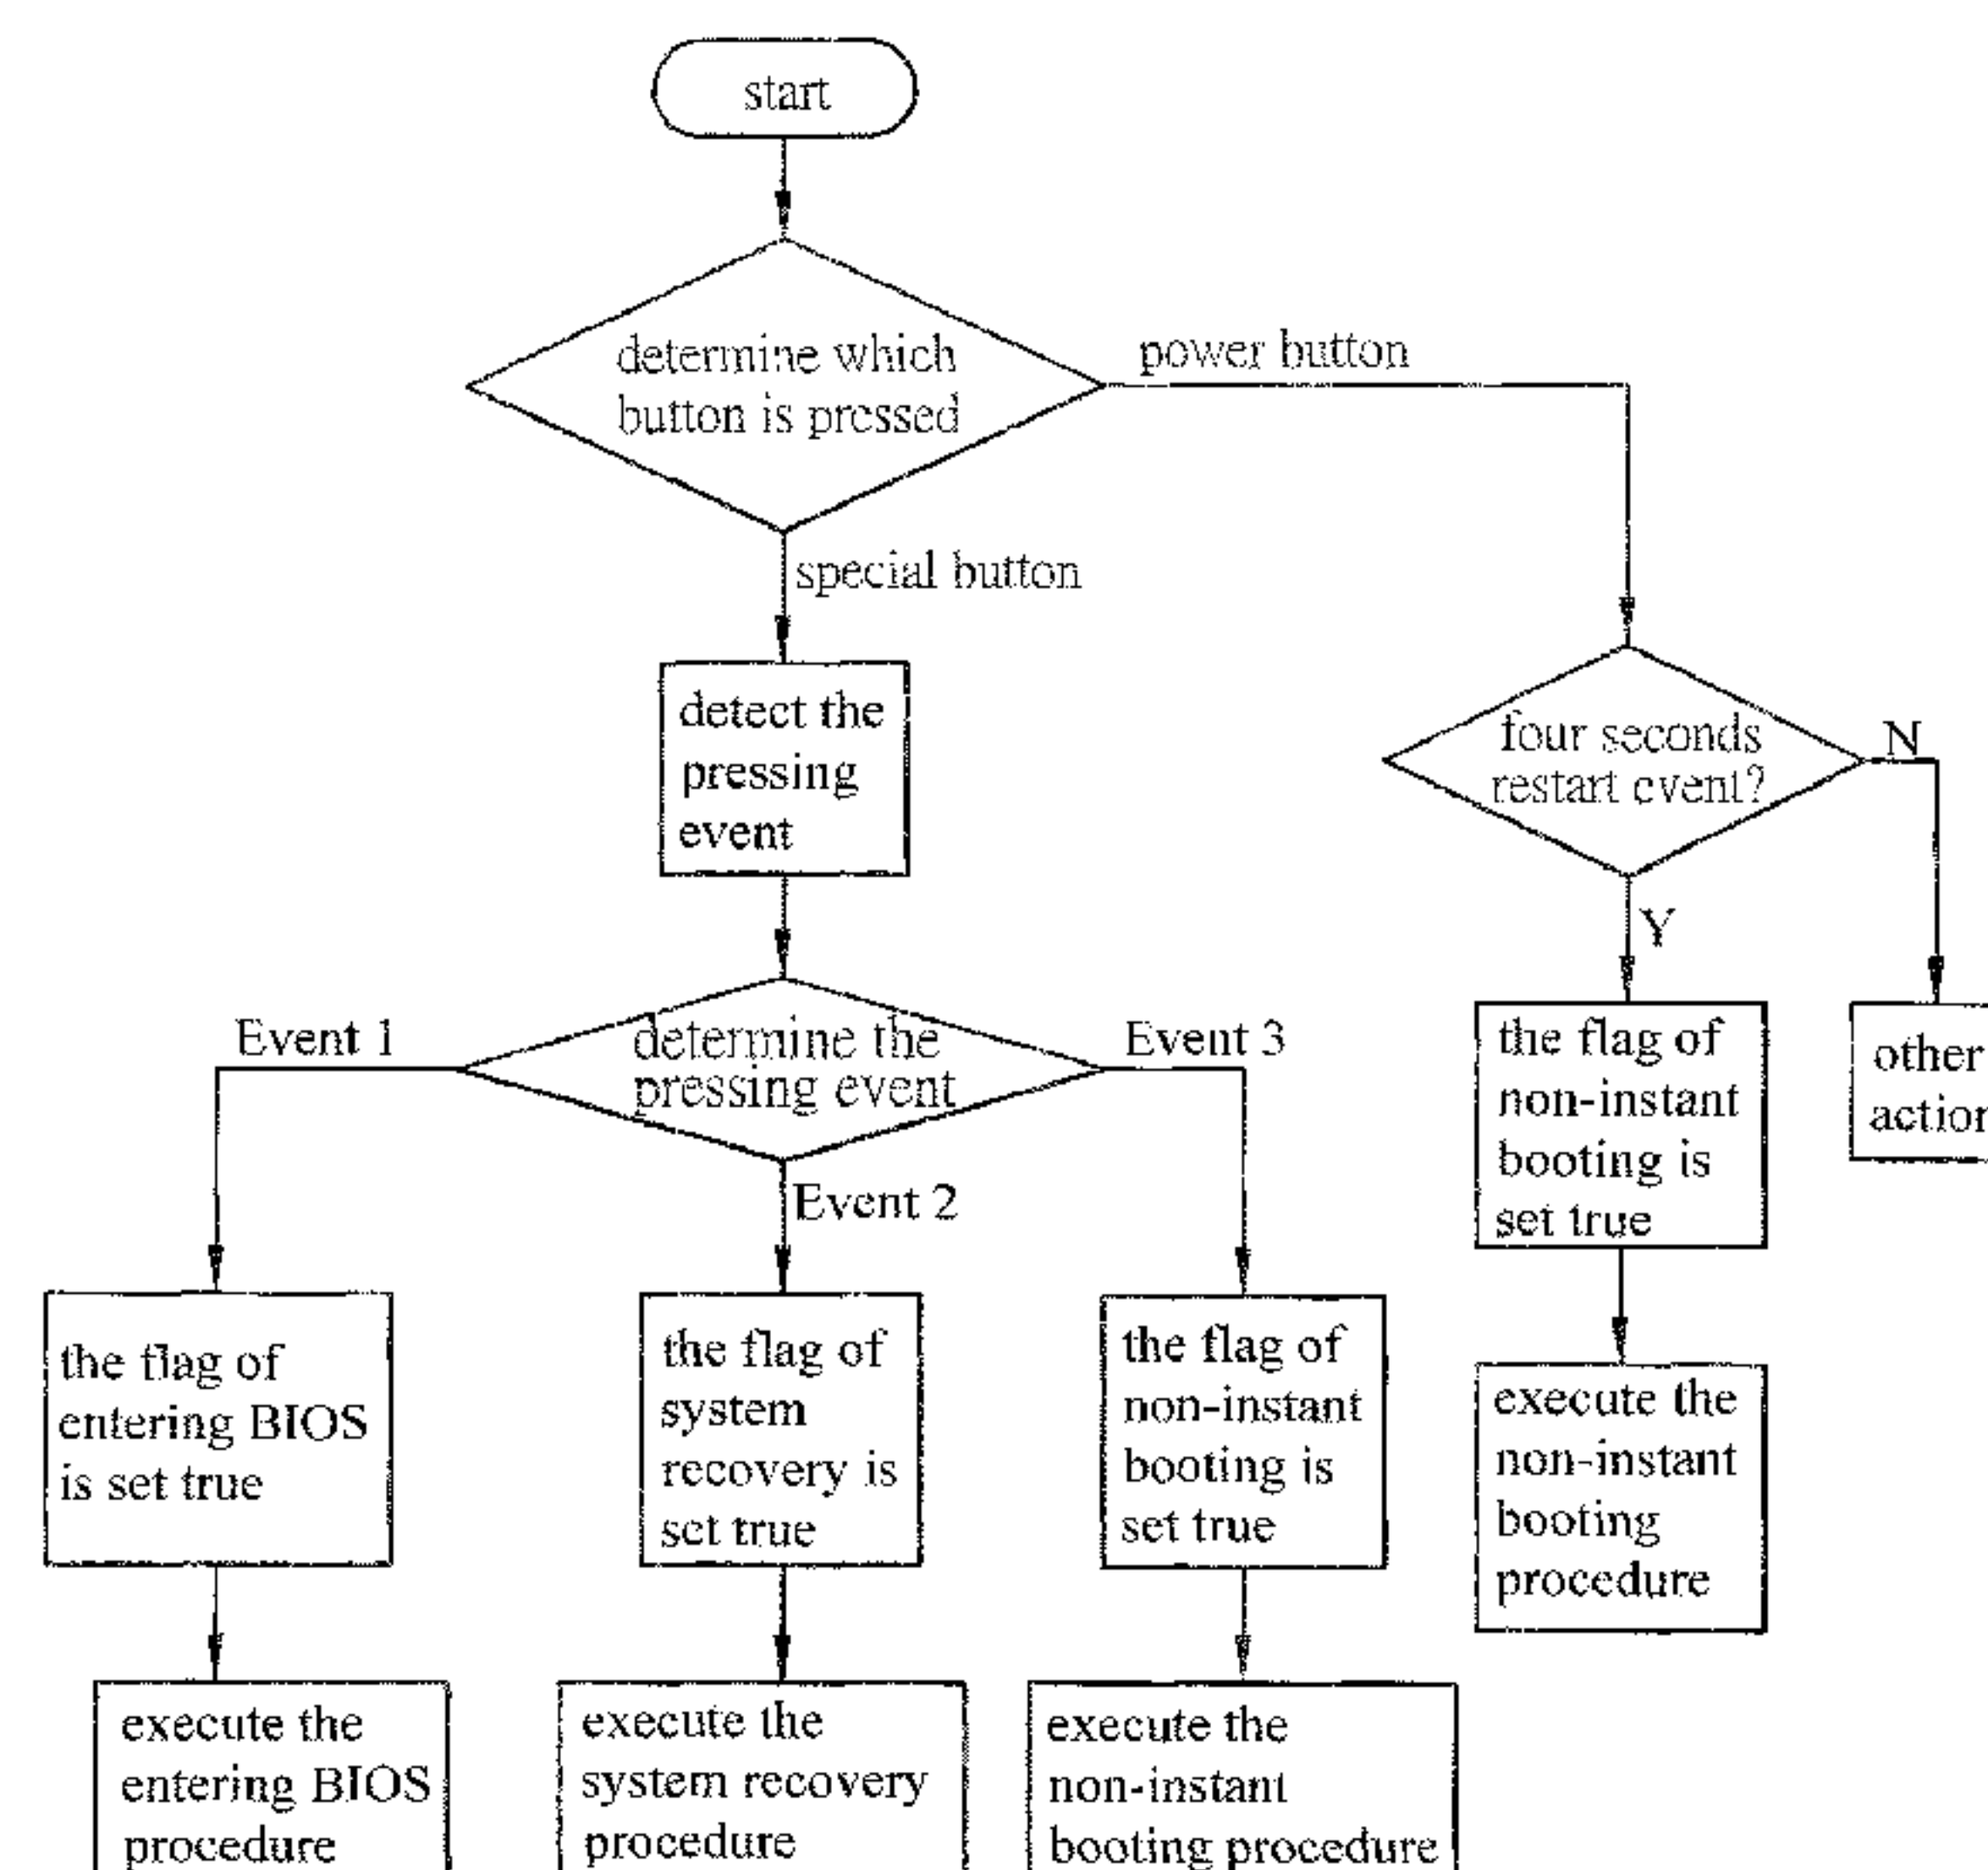 start
determine which
button is pressed
power button
special button
detect the
pressing
event
four seconds
restart event?
N
Y
Event 1
determine the
pressing event
Event 3
Event 2
the flag of
non-instant
booting is
set true
other
action
the flag of
entering BIOS
is set true
the flag of
system
recovery is
set true
the flag of
non-instant
booting is
set true
execute the
non-instant
booting
procedure
execute the
entering BIOS
procedure
execute the
system recovery
procedure
execute the
non-instant
booting procedure